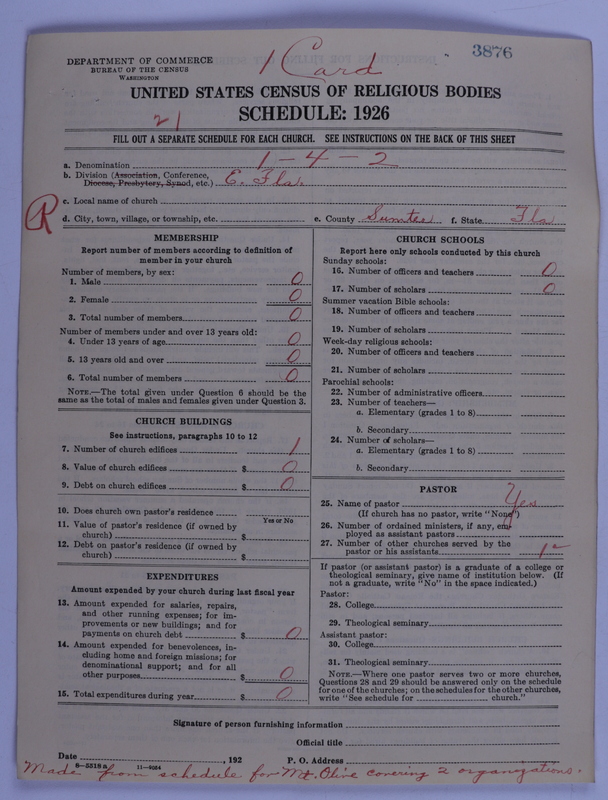 3876
1 Card
DEPARTMENT OF COMMERCE
BUREAU OF THE CENSUS
WASHINGTON
UNITED STATES CENSUS OF RELIGIOUS BODIES
21
SCHEDULE: 1926
FILL OUT A SEPARATE SCHEDULE FOR EACH CHURCH. SEE INSTRUCTIONS ON THE BACK OF THIS SHEET
a. Denomination 1-4-2
b. Division (Association, Conference, Diocese, Presbytery, Synod, etc.) E. Fla.
c. Local name of church
R
d. City, town, village, or township, etc. e. County Sumter f. State Fla
MEMBERSHIP
Report number of members according to definition of
member in your church
Number of members, by sex:
1. Male 0
2. Female 0
3. Total number of members 0
Number of members under and over 13 years old:
4. Under 13 years of age 0
5. 13 years old and over 0
6. Total number of members 0
NOTE.—The total given under Question 6 should be
same as the total of males and females given under Question 3.
CHURCH BUILDINGS
See instructions, paragraphs 10 to 12
7. Number of church edifices 1
8. Value of church edifices $ 0
9. Debt on church edifices $ 0
10. Does church own pastor's residence
Yes or No
11. Value of pastor's residence (if owned by
church) $
12. Debt on pastor's residence (if owned by
church) $
EXPENDITURES
Amount expended by your church during last fiscal year
13. Amount expended for salaries, repairs,
and other running expenses; for im-
provements or new buildings; and for
payments on church debt $ 0
14. Amount expended for benevolences, in-
cluding home and foreign missions; for
denominational support; and for all
other purposes $ 0
15. Total expenditures during year $ 0
CHURCH SCHOOLS
Report here only schools conducted by this church
Sunday schools:
16. Number of officers and teachers 0
17. Number of scholars 0
Summer vacation Bible schools:
18. Number of officers and teachers
19. Number of scholars
Week-day religious schools:
20. Number of officers and teachers
21. Number of scholars
Parochial schools:
22. Number of administrative officers
23. Number of teachers—
a. Elementary (grades 1 to 8)
b. Secondary
24. Number of scholars—
a. Elementary (grades 1 to 8)
b. Secondary
PASTOR
25. Name of pastor Yes
(If church has no pastor, write "None")
26. Number of ordained ministers, if any, em-
ployed as assistant pastors
27. Number of other churches served by the
pastor or his assistants 1
If pastor (or assistant pastor) is a graduate of a college or
theological seminary, give name of institution below. (If
not a graduate, write "No" in the space indicated.)
Pastor:
28. College
29. Theological seminary
Assistant pastor:
30. College
31. Theological seminary
NOTE.—Where one pastor serves two or more churches,
Questions 28 and 29 should be answered only on the schedule
for one of the churches; on the schedules for the other churches,
write "See schedule for church."
Signature of person furnishing information
Official title
Date , 192 P. O. Address
8-5318 a 11-9024
Made from schedule for Mt. Olive covering 2 organizations.